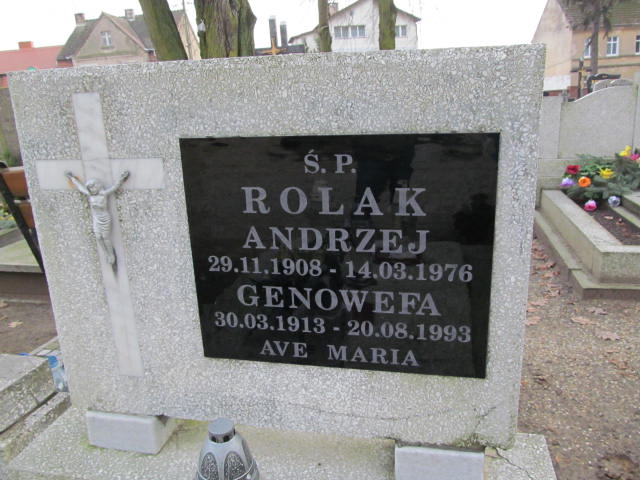 Ś. P.
ROLAK
ANDRZEJ
29.11.1908 - 14.03.1976
GENOWEFA
30.03.1913 - 20.08.1993
AVE MARIA